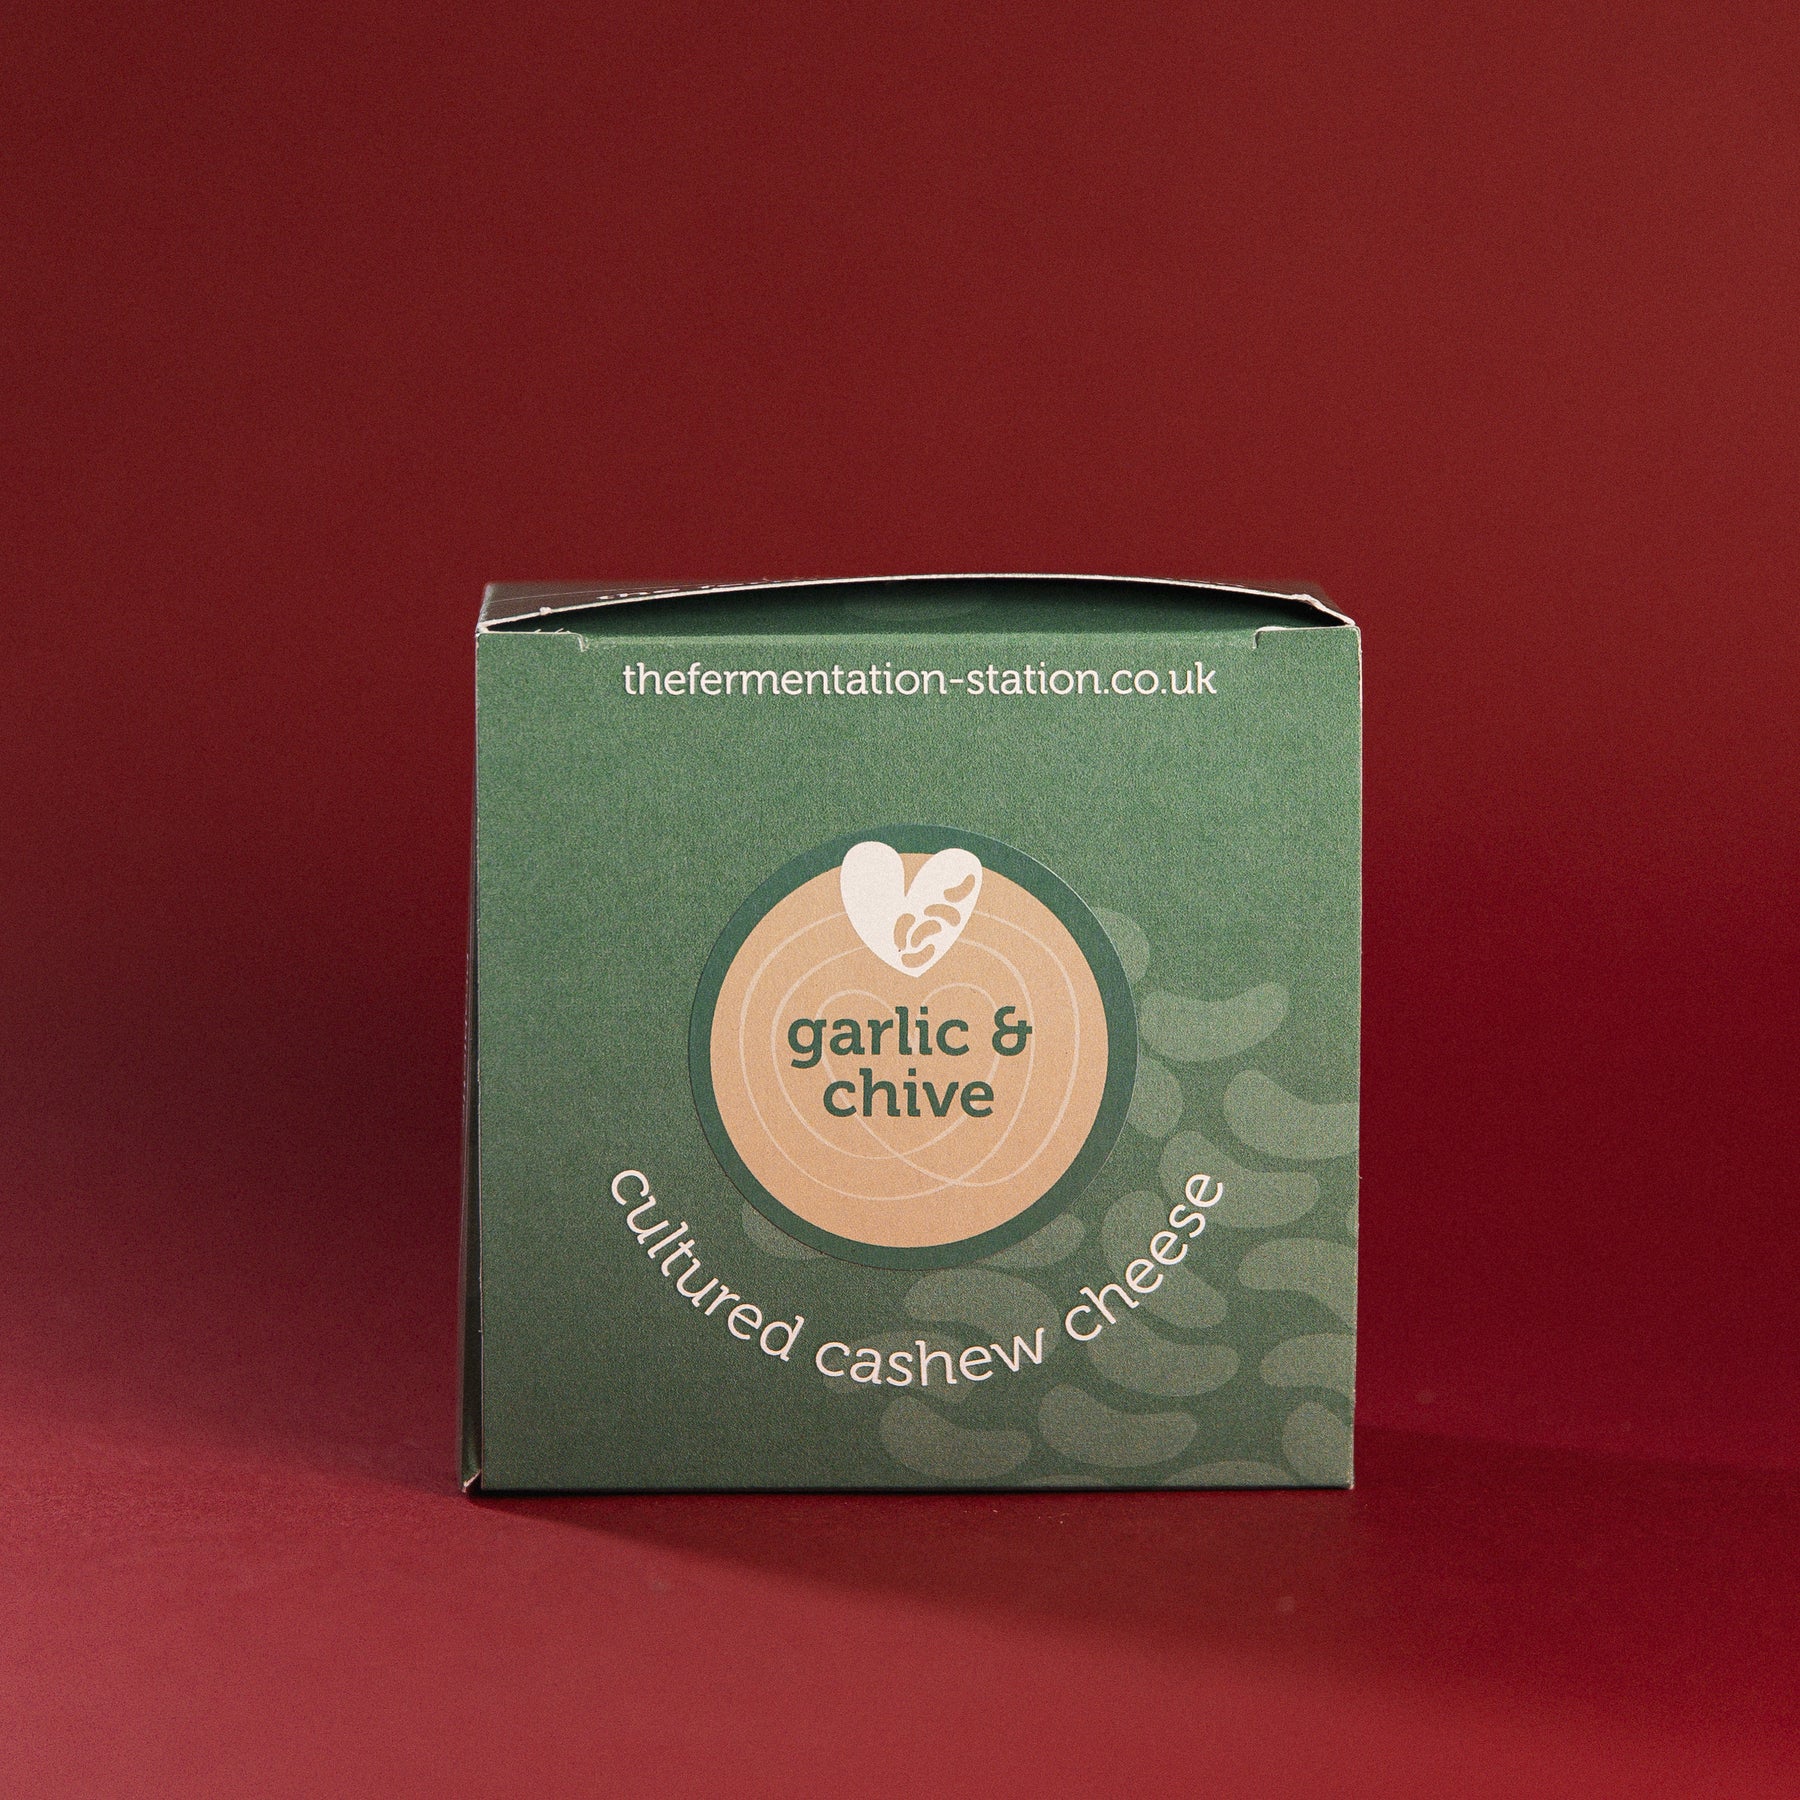 thefermentation-station.co.uk
garlic &
chive
cultured cashew cheese